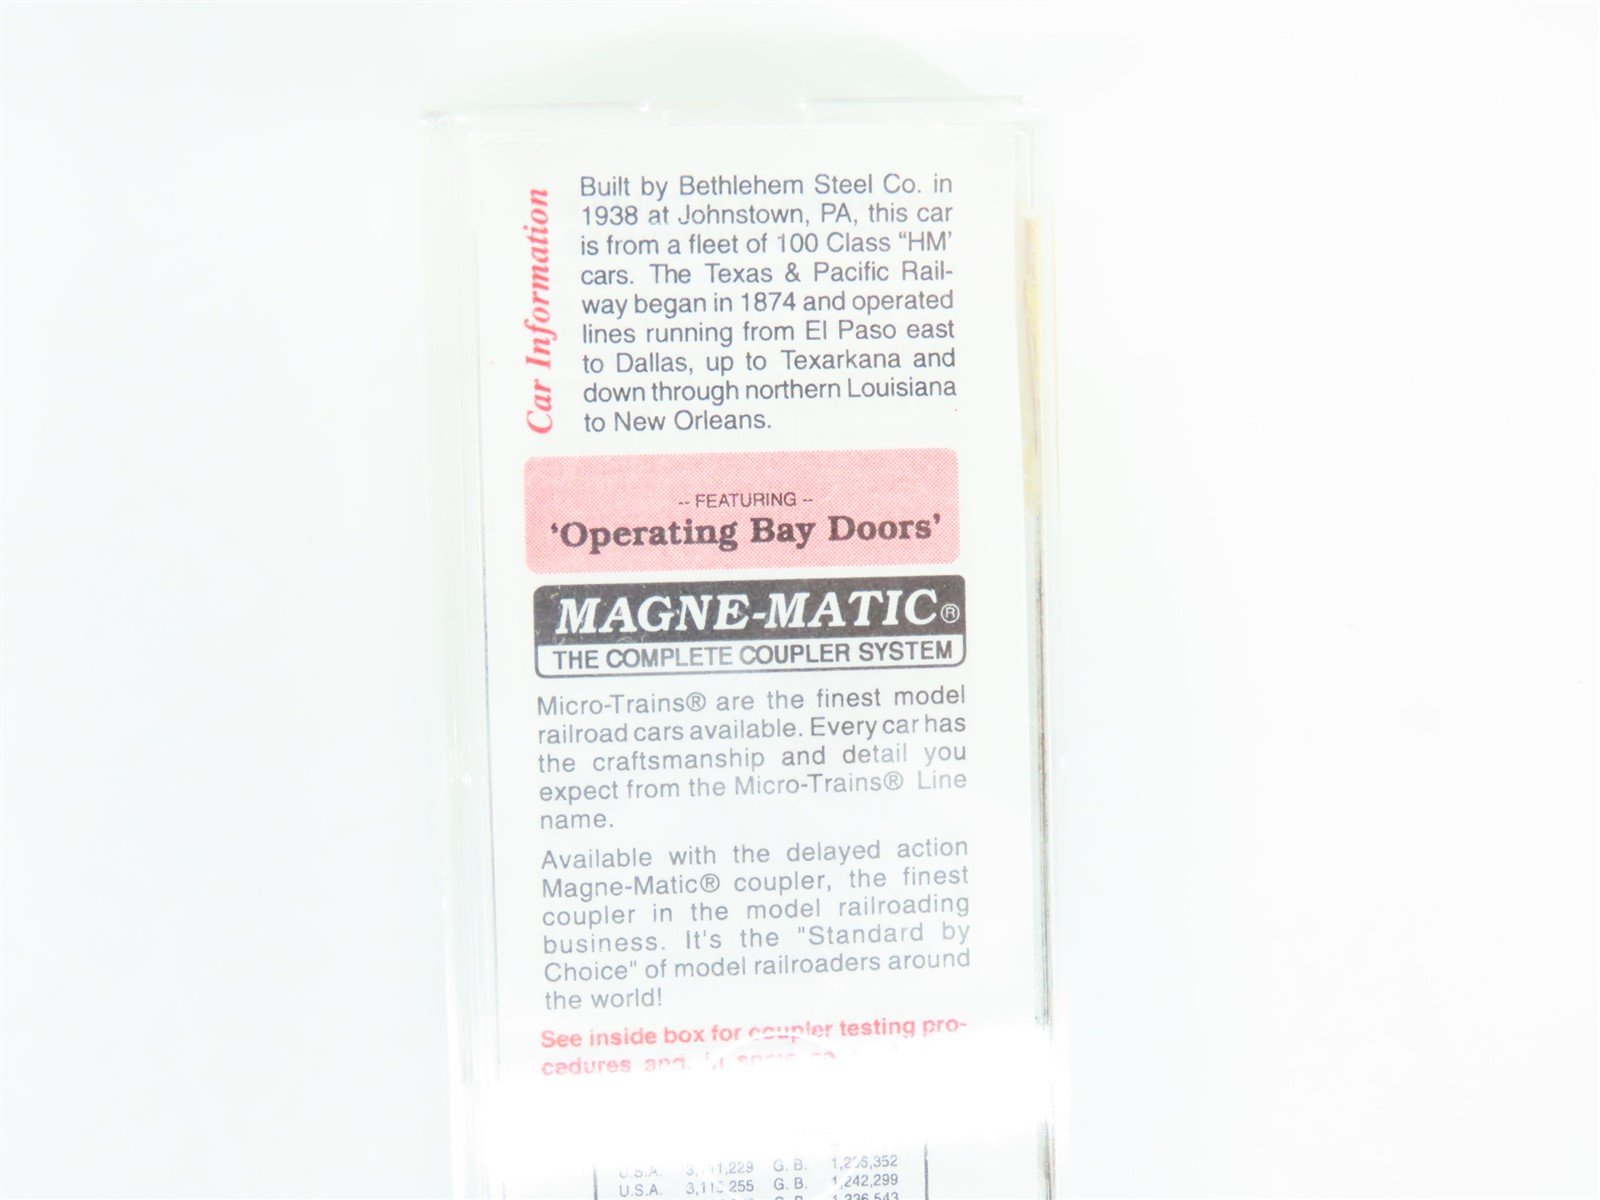 Car Information
Built by Bethlehem Steel Co. in
1938 at Johnstown, PA, this car
is from a fleet of 100 Class “HM’
cars. The Texas & Pacific Rail-
way began in 1874 and operated
lines running from El Paso east
to Dallas, up to Texarkana and
down through northern Louisiana
to New Orleans.
-- FEATURING --
‘Operating Bay Doors’
MAGNE-MATIC®
THE COMPLETE COUPLER SYSTEM
Micro-Trains® are the finest model
railroad cars available. Every car has
the craftsmanship and detail you
expect from the Micro-Trains® Line
name.
Available with the delayed action
Magne-Matic® coupler, the finest
coupler in the model railroading
business. It's the "Standard by
Choice" of model railroaders around
the world!
See inside box for coupler testing pro-
cedures and
U.S.A. G.B.
U.S.A. G.B. 1,242,299
1,336,543